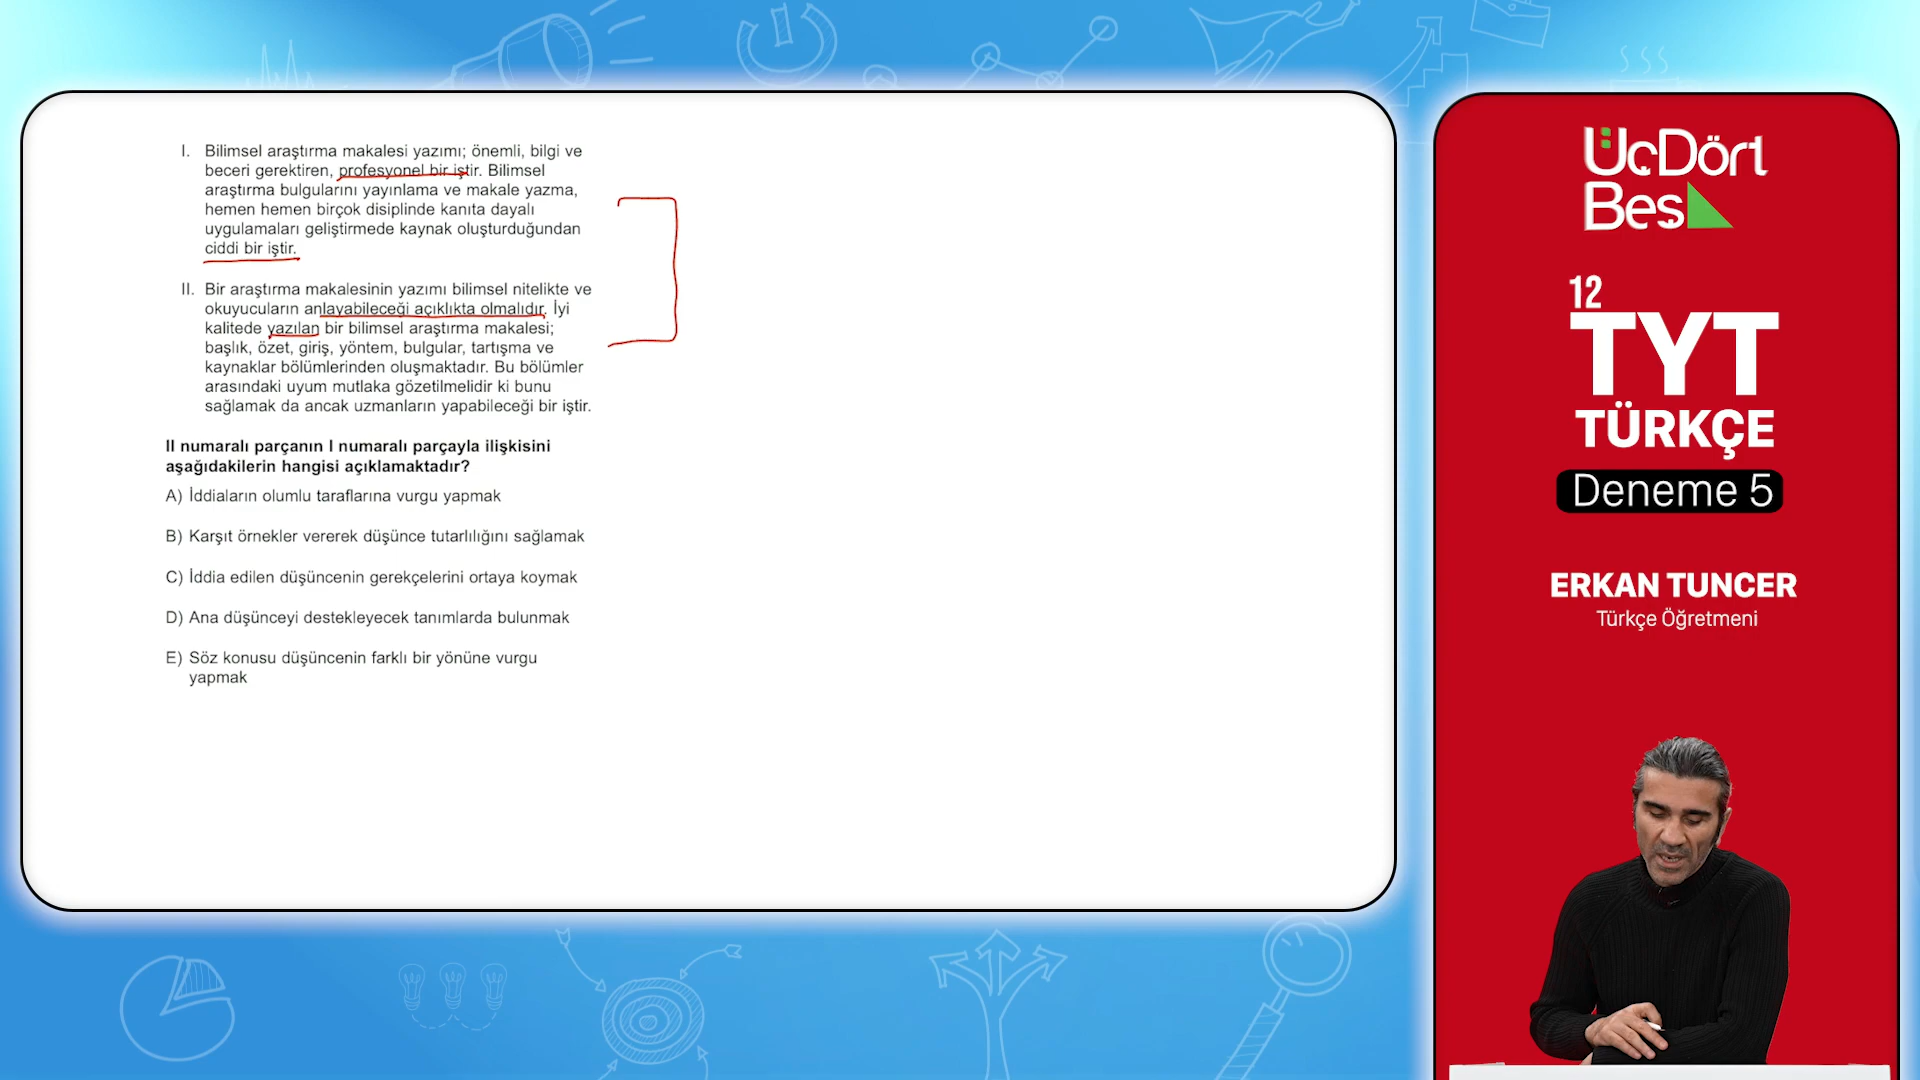 I. Bilimsel araştırma makalesi yazımı; önemli, bilgi ve
beceri gerektiren, profesyonel bir iştir. Bilimsel
araştırma bulgularını yayınlama ve makale yazma,
hemen hemen birçok disiplinde kanıta dayalı
uygulamaları geliştirmede kaynak oluşturduğundan
ciddi bir iştir.
II. Bir araştırma makalesinin yazımı bilimsel nitelikte ve
okuyucuların anlayabileceği açıklıkta olmalıdır. İyi
kalitede yazılan bir bilimsel araştırma makalesi;
başlık, özet, giriş, yöntem, bulgular, tartışma ve
kaynaklar bölümlerinden oluşmaktadır. Bu bölümler
arasındaki uyum mutlaka gözetilmelidir ki bunu
sağlamak da ancak uzmanların yapabileceği bir iştir.
II numaralı parçanın I numaralı parçayla ilişkisini
aşağıdakilerin hangisi açıklamaktadır?
A) İddiaların olumlu taraflarına vurgu yapmak
B) Karşıt örnekler vererek düşünce tutarlılığını sağlamak
C) İddia edilen düşüncenin gerekçelerini ortaya koymak
D) Ana düşünceyi destekleyecek tanımlarda bulunmak
E) Söz konusu düşüncenin farklı bir yönüne vurgu
yapmak
ÜçDört
Beş
12
TYT
TÜRKÇE
Deneme 5
ERKAN TUNCER
Türkçe Öğretmeni